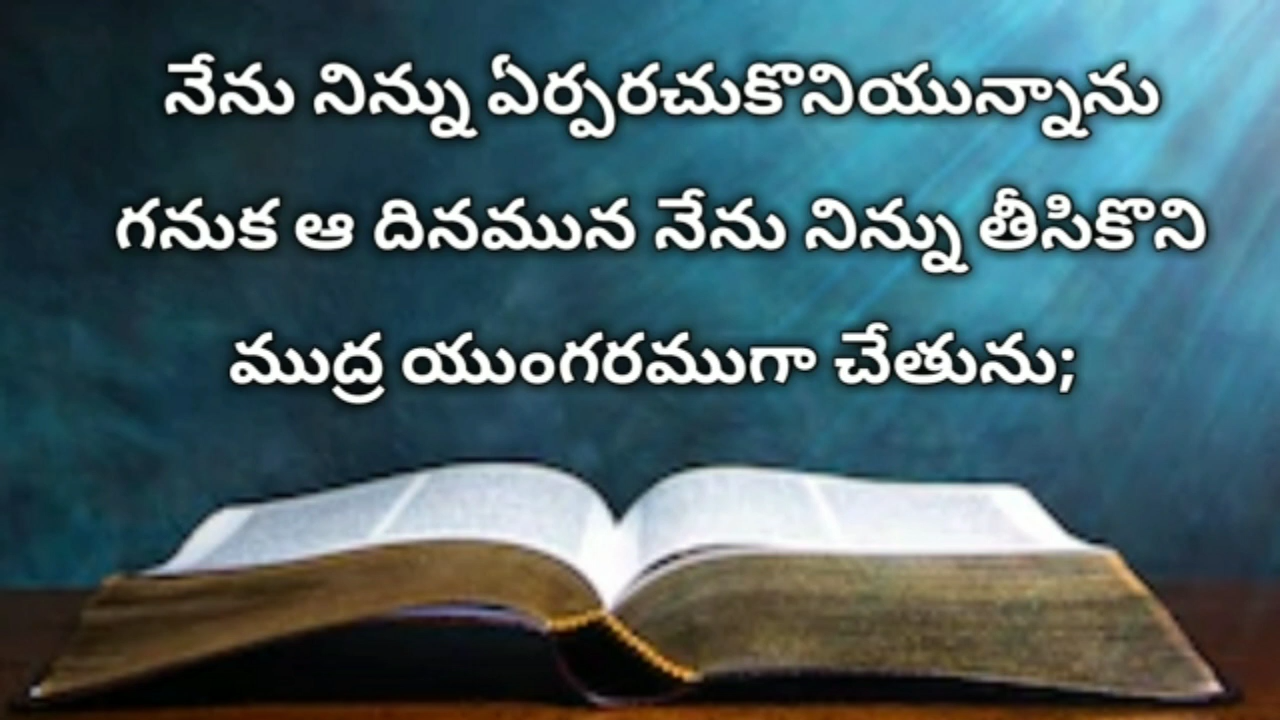 నేను నిన్ను ఏర్పరచుకొనియున్నాను
గనుక ఆ దినమున నేను నిన్ను తీసికొని
ముద్ర యుంగరముగా చేతును;